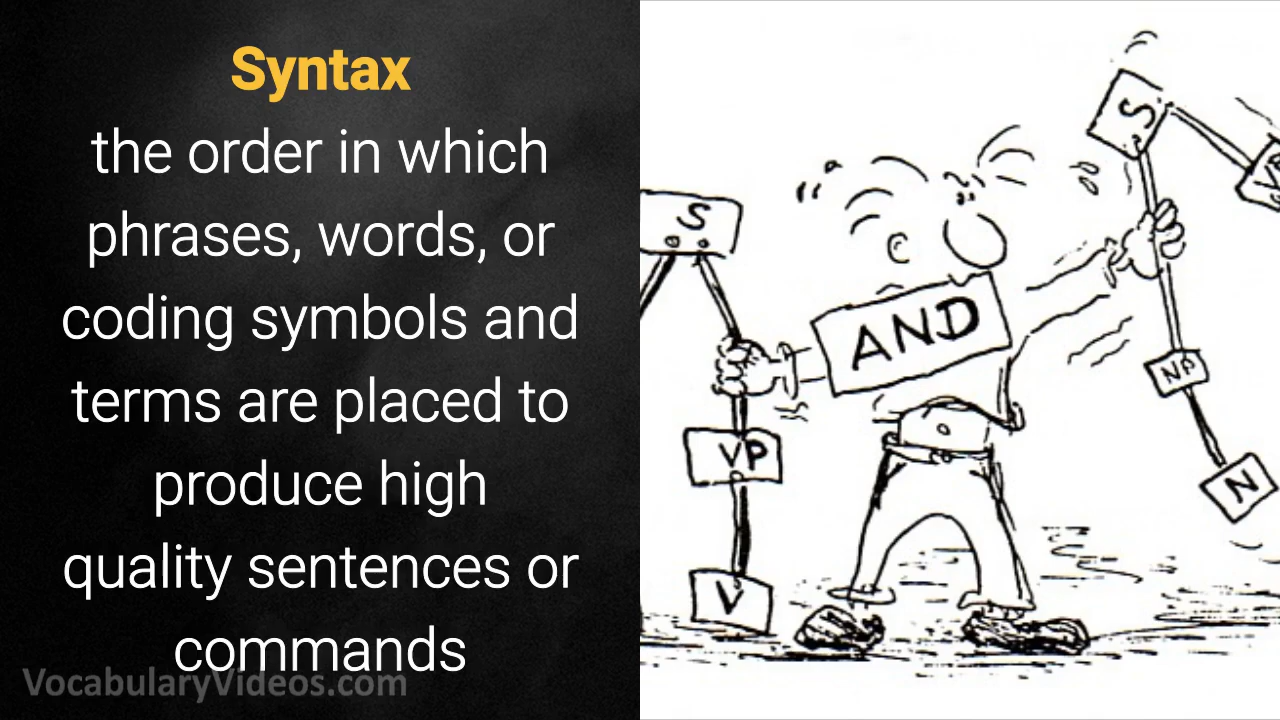 Syntax
the order in which
phrases, words, or
coding symbols and
terms are placed to
produce high
quality sentences or
commands
VocabularyVideos.com
S
AND
VP
V
S
VP
NP
N